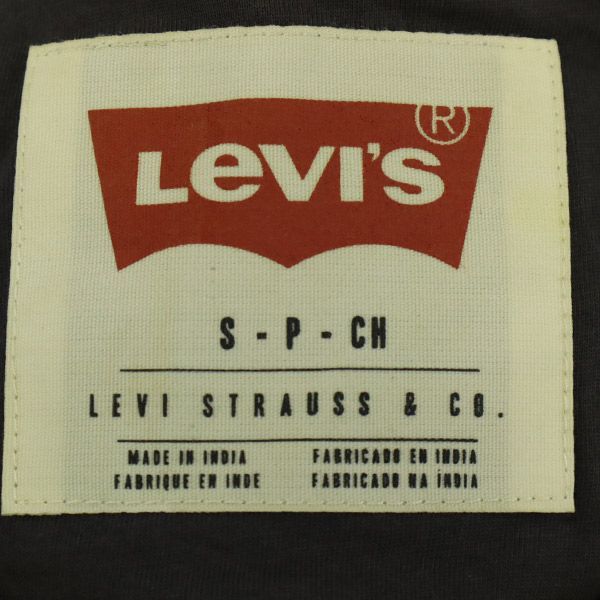 LEVI'S ®
S - P - CH
LEVI STRAUSS & CO.
MADE IN INDIA FABRICADO EN INDIA
FABRIQUE EN INDE FABRICADO NA ÍNDIA